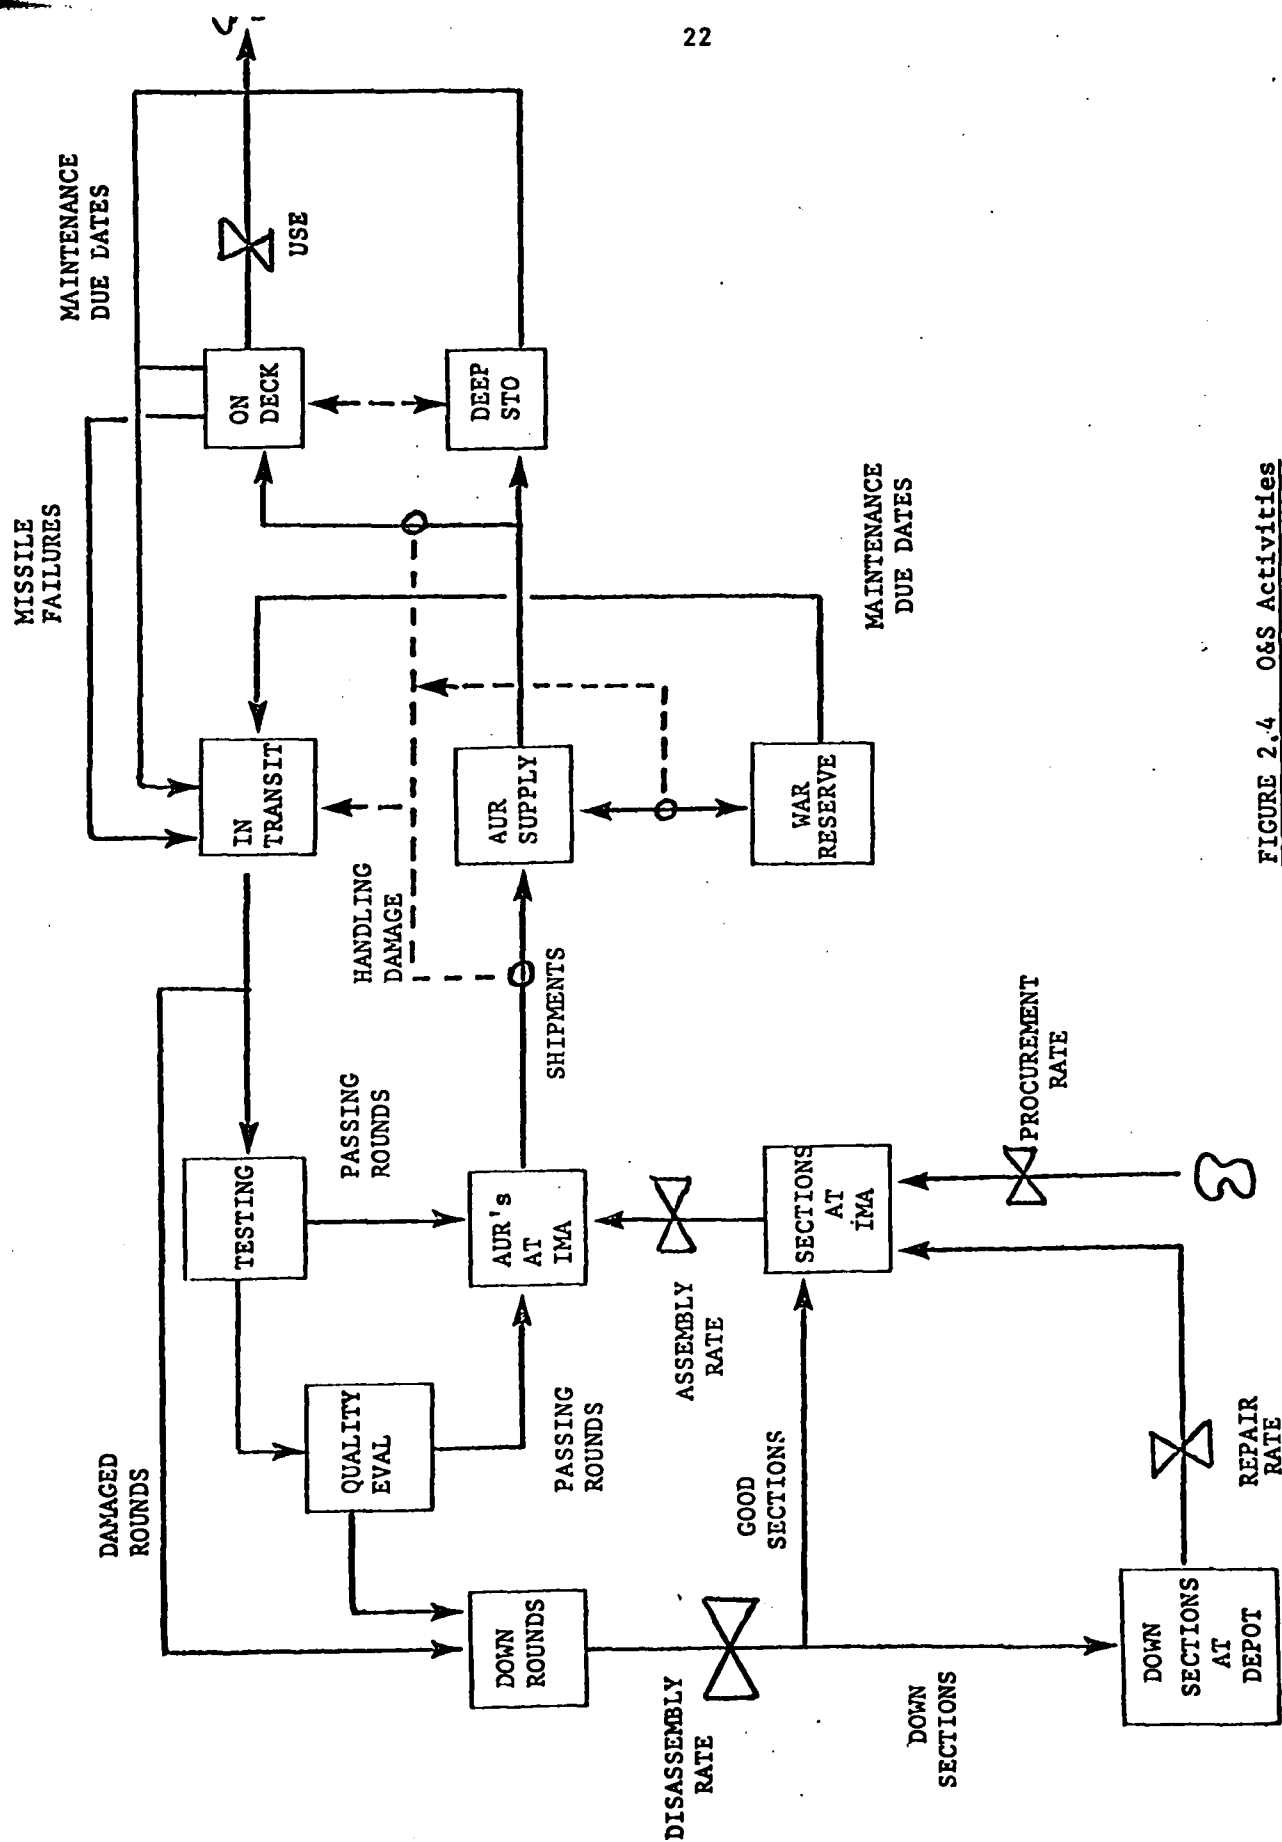 22
MAINTENANCE
DUE DATES
MISSILE
FAILURES
USE
ON
DECK
DEEP
STO
IN
TRANSIT
HANDLING
DAMAGE
AUR
SUPPLY
WAR
RESERVE
MAINTENANCE
DUE DATES
SHIPMENTS
DAMAGED
ROUNDS
TESTING
PASSING
ROUNDS
QUALITY
EVAL
PASSING
ROUNDS
AUR's
AT
IMA
ASSEMBLY
RATE
SECTIONS
AT
IMA
PROCUREMENT
RATE
DOWN
ROUNDS
DISASSEMBLY
RATE
GOOD
SECTIONS
DOWN
SECTIONS
DOWN
SECTIONS
AT
DEPOT
REPAIR
RATE
FIGURE 2.4 O&S Activities